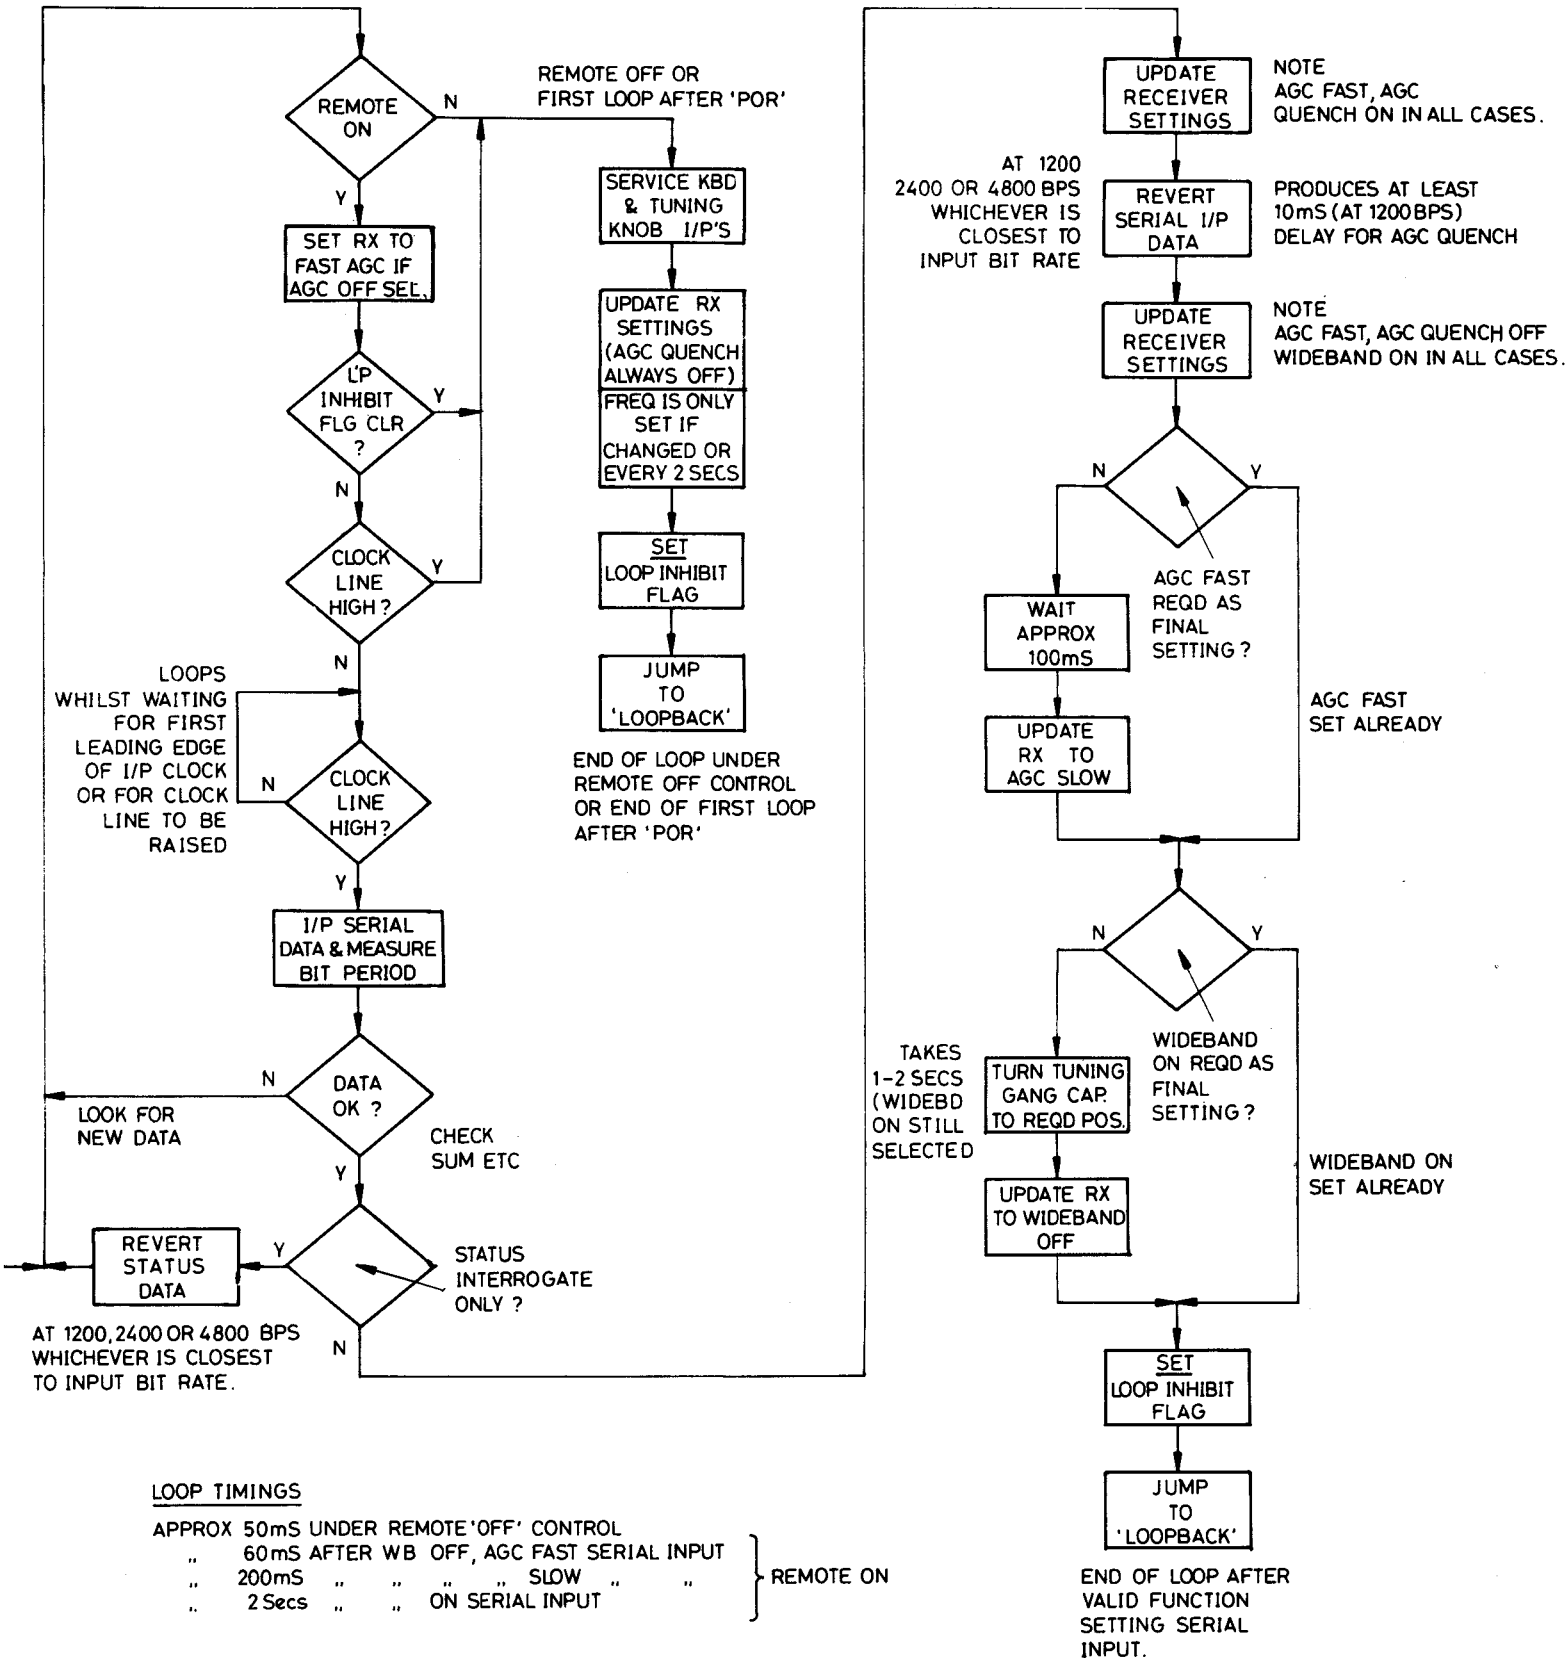 REMOTE
ON
N
Y
REMOTE OFF OR
FIRST LOOP AFTER 'POR'
SET RX TO
FAST AGC IF
AGC OFF SEL.
L'P
INHIBIT
FLG CLR
?
Y
N
CLOCK
LINE
HIGH?
Y
N
LOOPS
WHILST WAITING
FOR FIRST
LEADING EDGE
OF I/P CLOCK
OR FOR CLOCK
LINE TO BE
RAISED
N
CLOCK
LINE
HIGH?
Y
I/P SERIAL
DATA & MEASURE
BIT PERIOD
N
DATA
OK ?
LOOK FOR
NEW DATA
CHECK
SUM ETC
Y
REVERT
STATUS
DATA
Y
STATUS
INTERROGATE
ONLY ?
N
AT 1200, 2400 OR 4800 BPS
WHICHEVER IS CLOSEST
TO INPUT BIT RATE.
SERVICE KBD
& TUNING
KNOB I/P'S
UPDATE RX
SETTINGS
(AGC QUENCH
ALWAYS OFF)
FREQ IS ONLY
SET IF
CHANGED OR
EVERY 2 SECS
SET
LOOP INHIBIT
FLAG
JUMP
TO
'LOOPBACK'
END OF LOOP UNDER
REMOTE OFF CONTROL
OR END OF FIRST LOOP
AFTER 'POR'
UPDATE
RECEIVER
SETTINGS
NOTE
AGC FAST, AGC
QUENCH ON IN ALL CASES.
AT 1200
2400 OR 4800 BPS
WHICHEVER IS
CLOSEST TO
INPUT BIT RATE
REVERT
SERIAL I/P
DATA
PRODUCES AT LEAST
10mS (AT 1200BPS)
DELAY FOR AGC QUENCH
UPDATE
RECEIVER
SETTINGS
NOTE
AGC FAST, AGC QUENCH OFF
WIDEBAND ON IN ALL CASES.
N
Y
AGC FAST
REQD AS
FINAL
SETTING ?
WAIT
APPROX
100mS
UPDATE
RX TO
AGC SLOW
AGC FAST
SET ALREADY
N
Y
WIDEBAND
ON REQD AS
FINAL
SETTING ?
TAKES
1-2 SECS
(WIDEBD
ON STILL
SELECTED
TURN TUNING
GANG CAP.
TO REQD POS.
UPDATE RX
TO WIDEBAND
OFF
WIDEBAND ON
SET ALREADY
SET
LOOP INHIBIT
FLAG
JUMP
TO
'LOOPBACK'
END OF LOOP AFTER
VALID FUNCTION
SETTING SERIAL
INPUT.
LOOP TIMINGS
APPROX 50mS UNDER REMOTE 'OFF' CONTROL
,, 60mS AFTER WB OFF, AGC FAST SERIAL INPUT
,, 200mS ,, ,, ,, ,, SLOW ,, ,,
,, 2Secs ,, ,, ON SERIAL INPUT
REMOTE ON